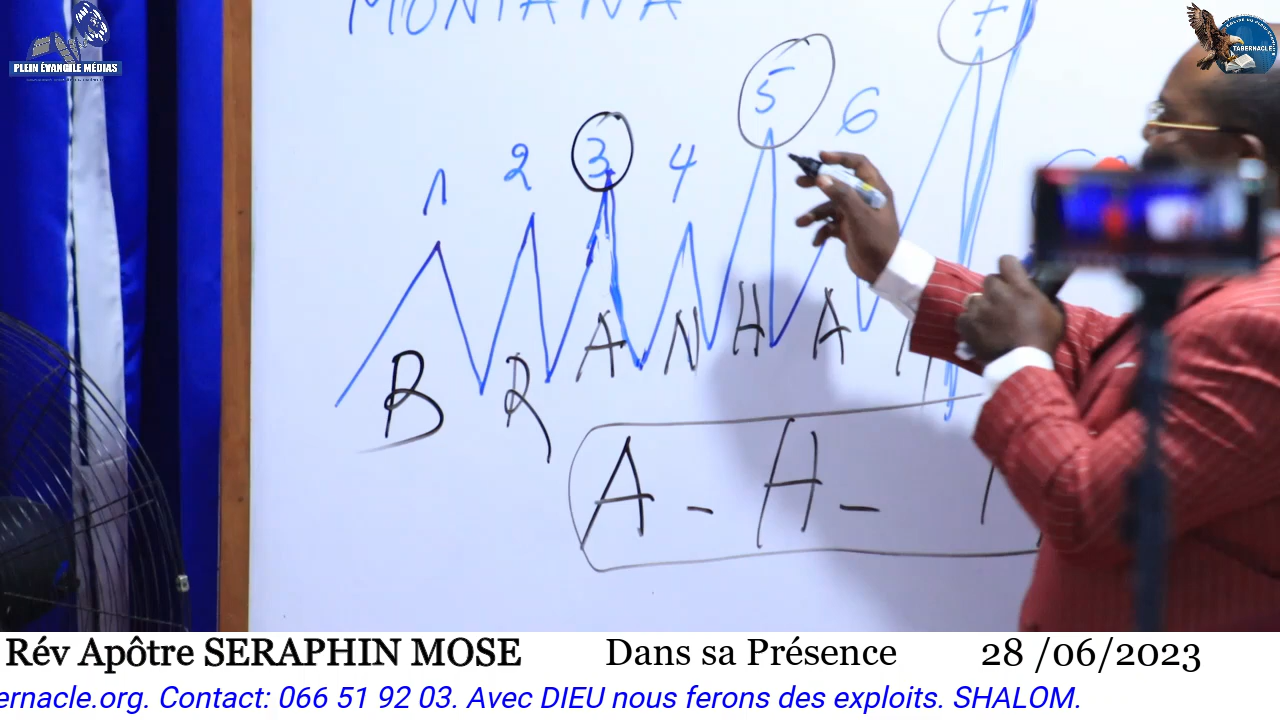 MONTANA
PLEIN ÉVANGILE MÉDIAS
TABERNACLE
1 2 3 4 5 6 7
B R A N H A
A - H -
Rév Apôtre SERAPHIN MOSE Dans sa Présence 28 /06/2023
ernacle.org. Contact: 066 51 92 03. Avec DIEU nous ferons des exploits. SHALOM.